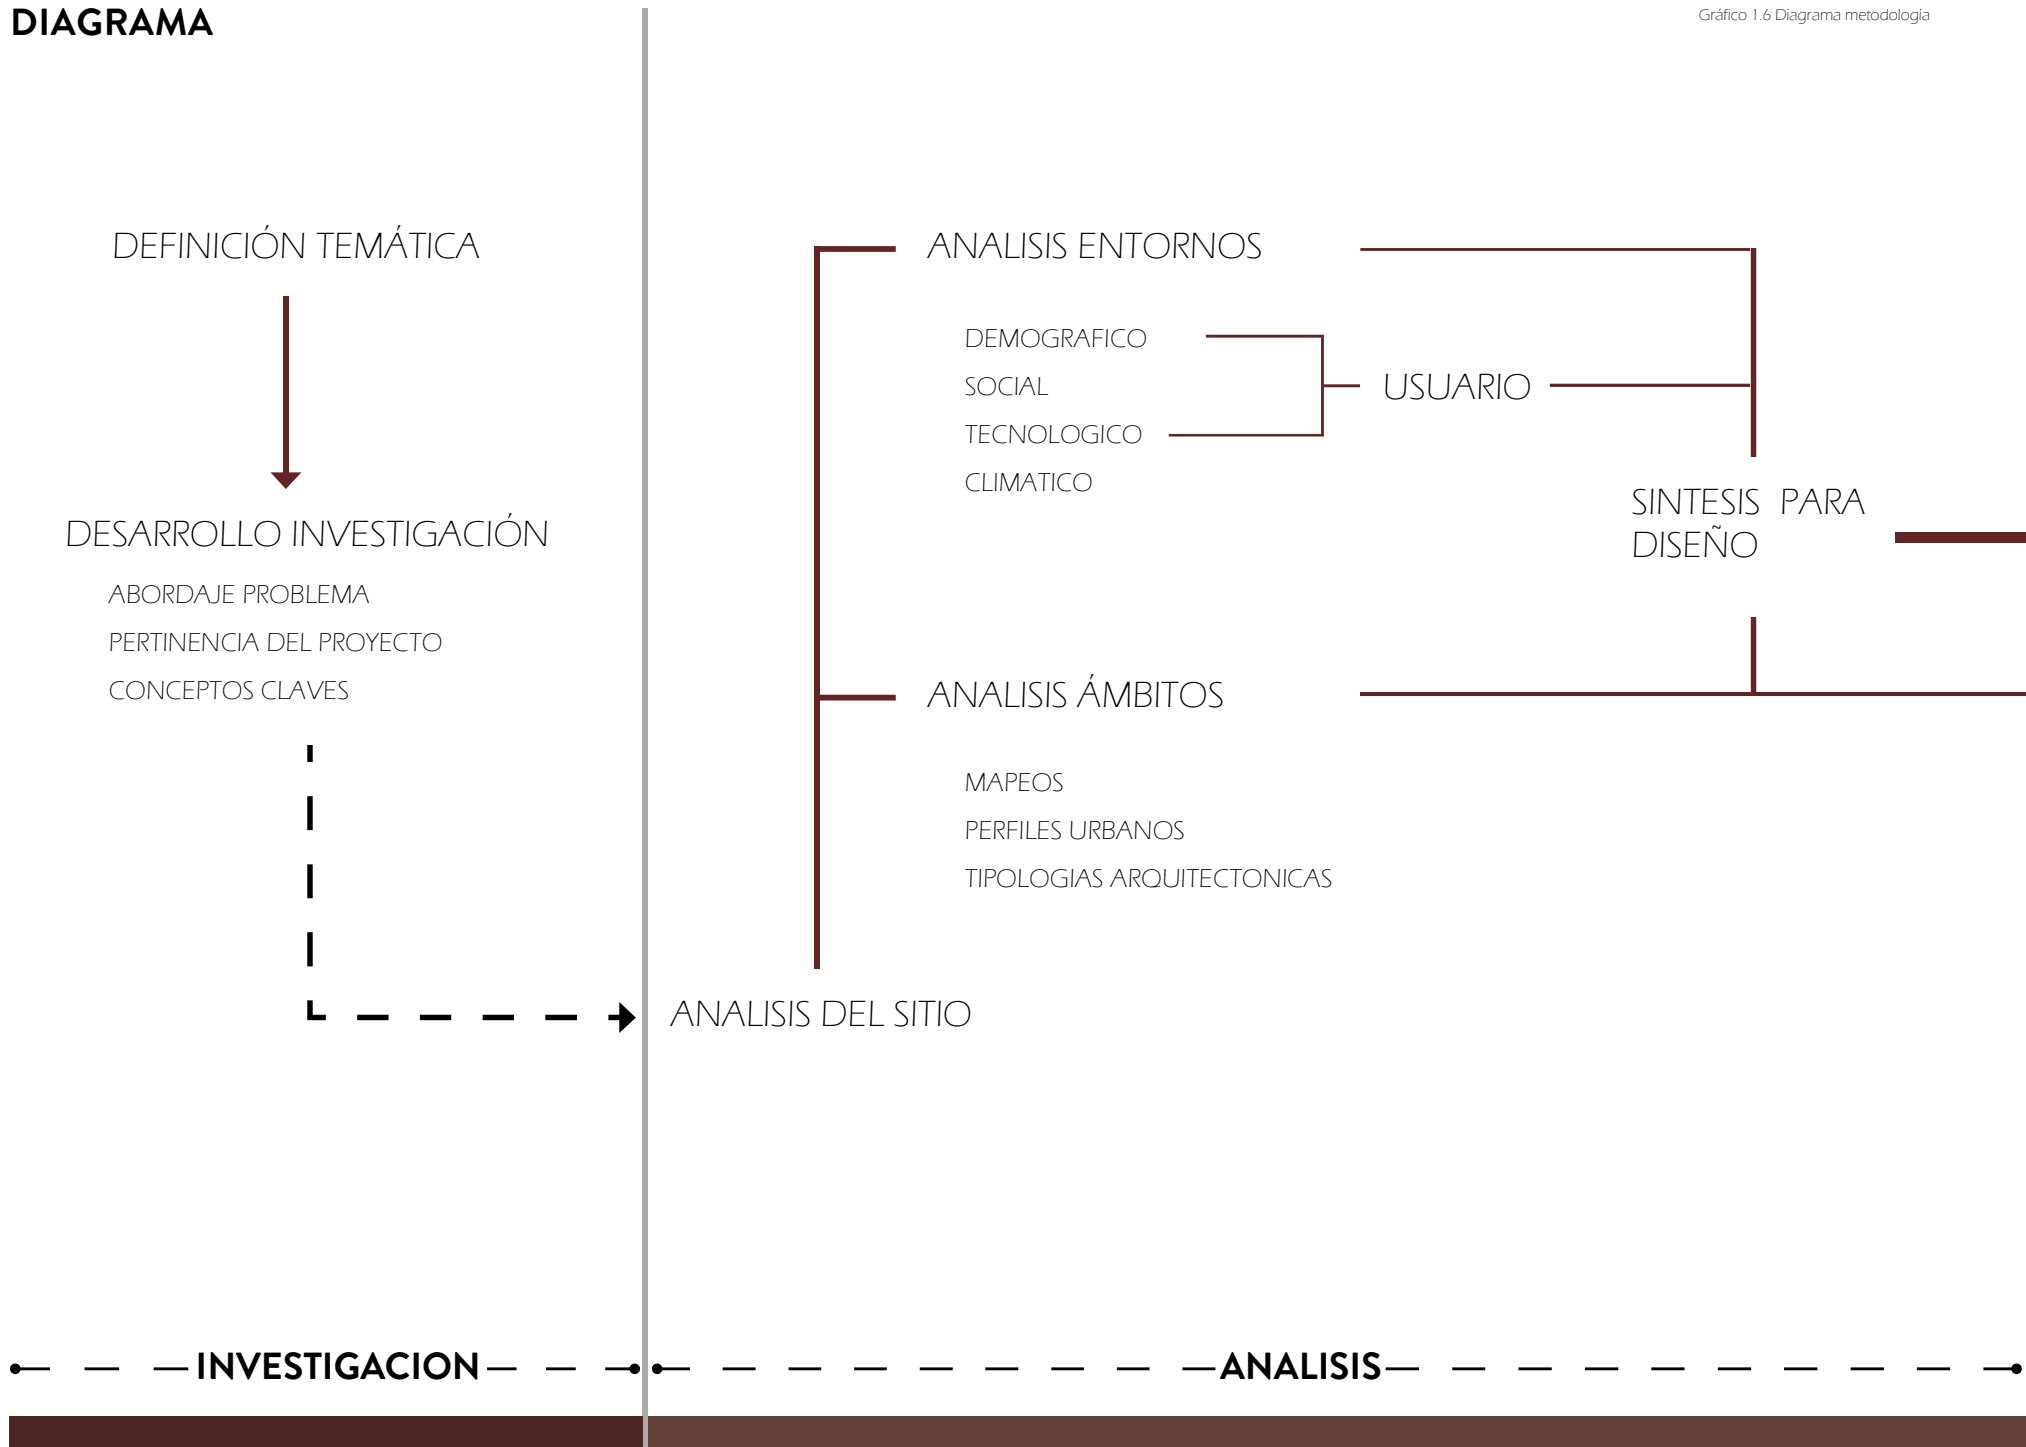 DIAGRAMA
Gráfico 1.6 Diagrama metodología
DEFINICIÓN TEMÁTICA
DESARROLLO INVESTIGACIÓN
ABORDAJE PROBLEMA
PERTINENCIA DEL PROYECTO
CONCEPTOS CLAVES
ANALISIS ENTORNOS
DEMOGRAFICO
SOCIAL
TECNOLOGICO
CLIMATICO
USUARIO
SINTESIS PARA
DISEÑO
ANALISIS ÁMBITOS
MAPEOS
PERFILES URBANOS
TIPOLOGIAS ARQUITECTONICAS
ANALISIS DEL SITIO
INVESTIGACION
ANALISIS